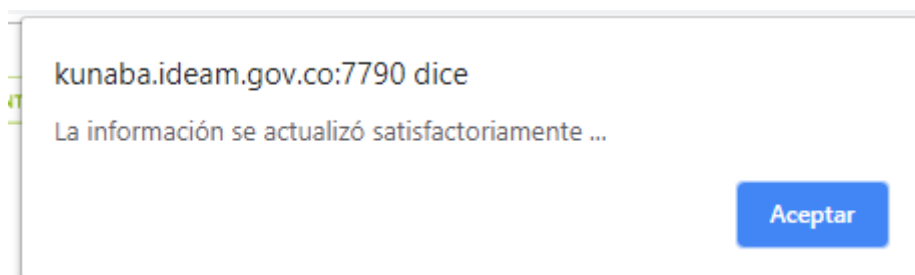 kunaba.ideam.gov.co:7790 dice
La información se actualizó satisfactoriamente ...
Aceptar